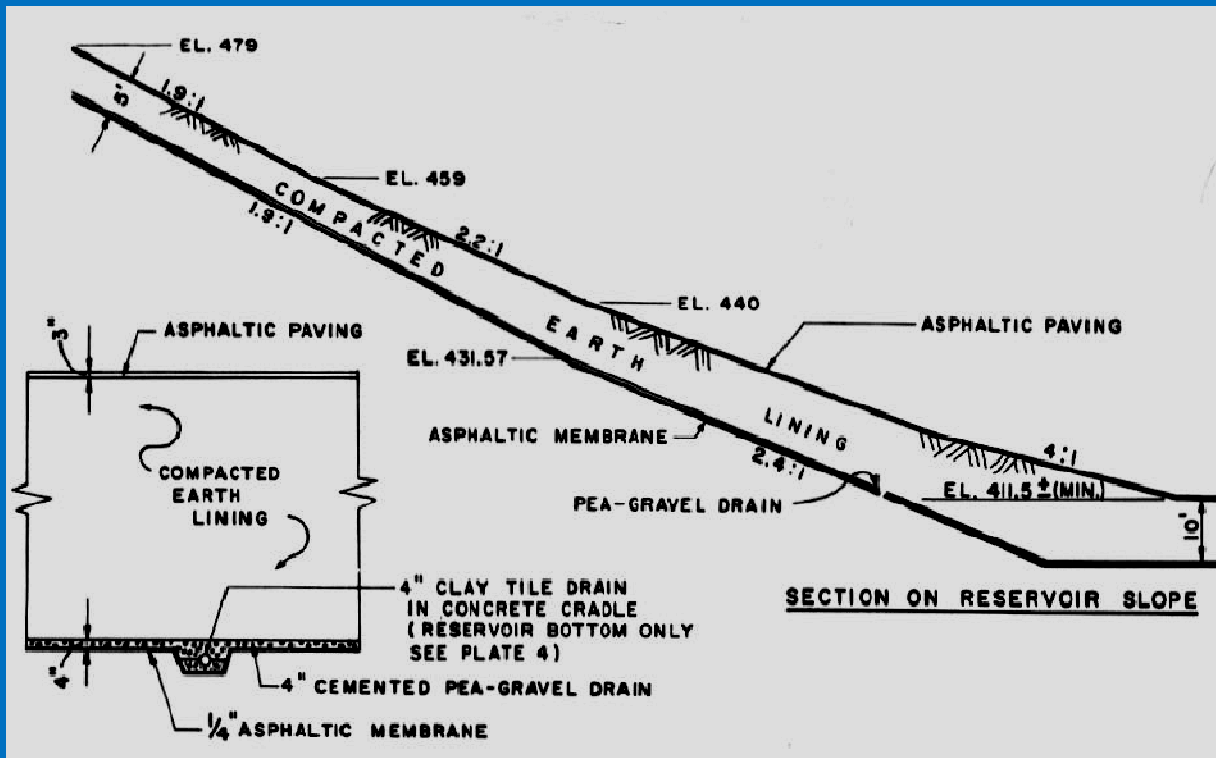 EL. 479
5'
1.9:1
EL. 459
COMPACTED
1.9:1
2.2:1
EL. 440
EARTH
ASPHALTIC PAVING
3"
ASPHALTIC PAVING
EL. 431.57
LINING
ASPHALTIC MEMBRANE
2.4:1
4:1
EL. 411.5 ± (MIN.)
PEA-GRAVEL DRAIN
10'
COMPACTED
EARTH
LINING
SECTION ON RESERVOIR SLOPE
4" CLAY TILE DRAIN
IN CONCRETE CRADLE
(RESERVOIR BOTTOM ONLY
SEE PLATE 4)
4"
4" CEMENTED PEA-GRAVEL DRAIN
1/4" ASPHALTIC MEMBRANE